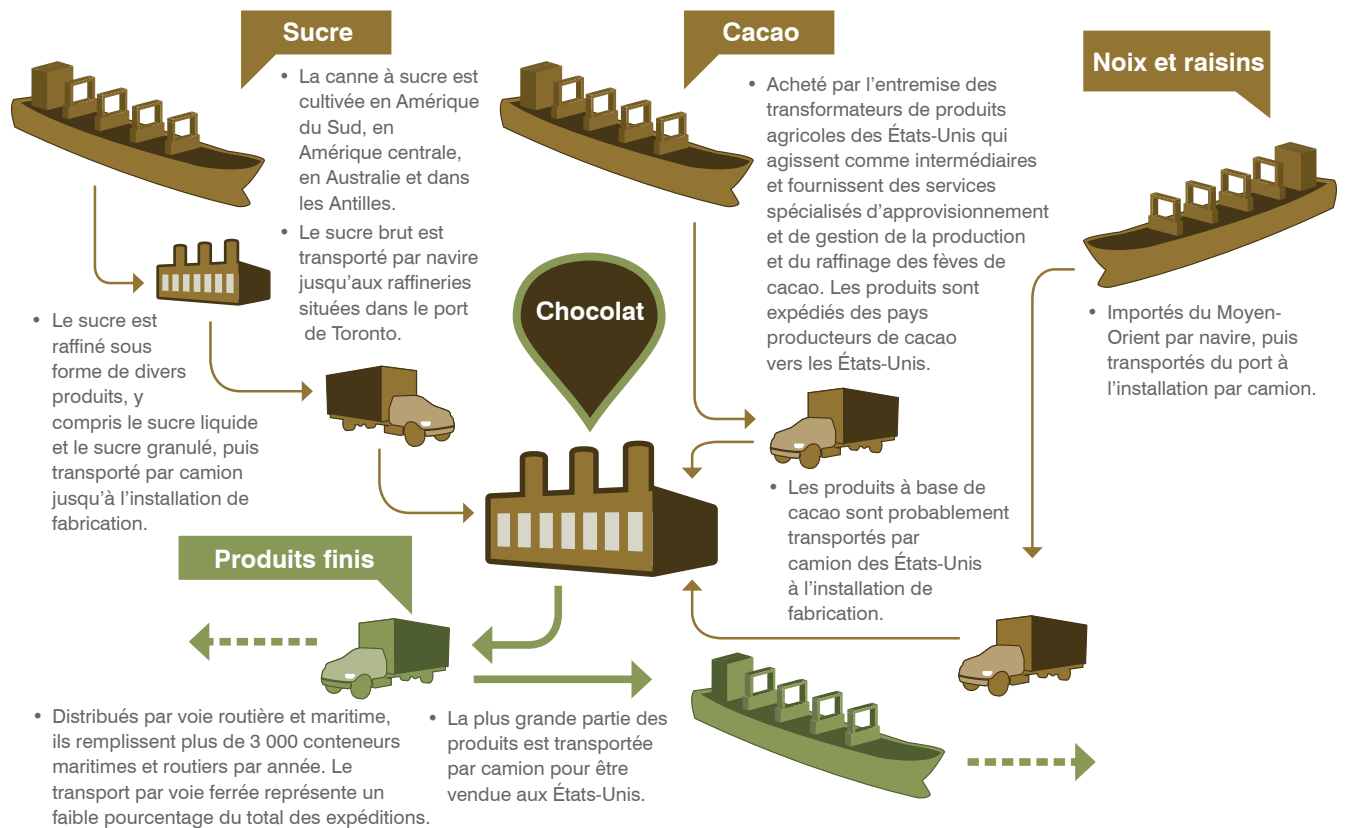 Sucre
• La canne à sucre est
cultivée en Amérique
du Sud, en
Amérique centrale,
en Australie et dans
les Antilles.
• Le sucre brut est
transporté par navire
jusqu'aux raffineries
situées dans le port
de Toronto.
• Le sucre est
raffiné sous
forme de divers
produits, y
compris le sucre liquide
et le sucre granulé, puis
transporté par camion
jusqu'à l'installation de
fabrication.
Cacao
• Acheté par l'entremise des
transformateurs de produits
agricoles des États-Unis qui
agissent comme intermédiaires
et fournissent des services
spécialisés d'approvisionnement
et de gestion de la production
et du raffinage des fèves de
cacao. Les produits sont
expédiés des pays
producteurs de cacao
vers les États-Unis.
• Les produits à base de
cacao sont probablement
transportés par
camion des États-Unis
à l'installation de
fabrication.
Noix et raisins
• Importés du Moyen-
Orient par navire, puis
transportés du port à
l'installation par camion.
Chocolat
Produits finis
• Distribués par voie routière et maritime,
ils remplissent plus de 3 000 conteneurs
maritimes et routiers par année. Le
transport par voie ferrée représente un
faible pourcentage du total des expéditions.
• La plus grande partie des
produits est transportée
par camion pour être
vendue aux États-Unis.